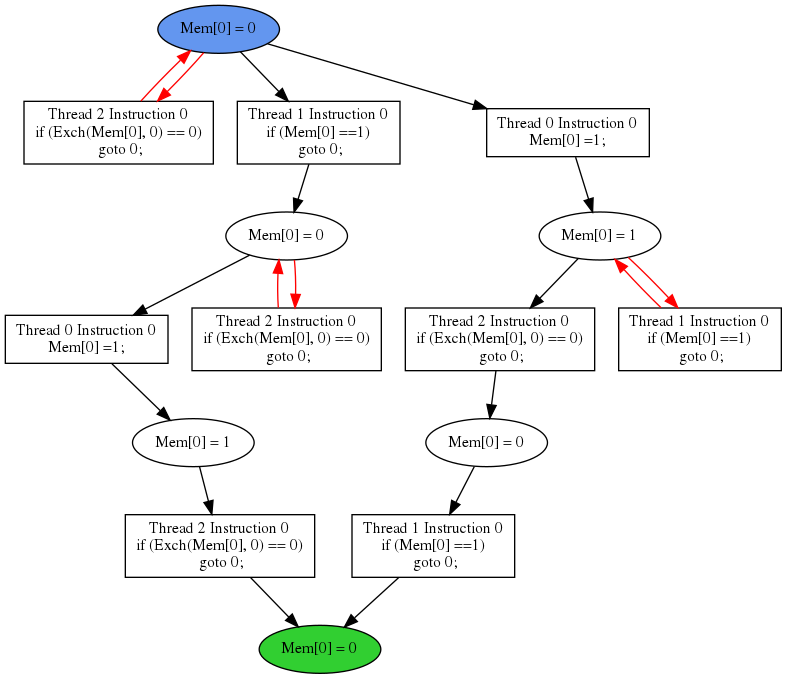 Mem[0] = 0
Thread 2 Instruction 0
if (Exch(Mem[0], 0) == 0)
goto 0;
Thread 1 Instruction 0
if (Mem[0] ==1)
goto 0;
Thread 0 Instruction 0
Mem[0] =1;
Mem[0] = 0
Mem[0] = 1
Thread 0 Instruction 0
Mem[0] =1;
Thread 2 Instruction 0
if (Exch(Mem[0], 0) == 0)
goto 0;
Thread 2 Instruction 0
if (Exch(Mem[0], 0) == 0)
goto 0;
Thread 1 Instruction 0
if (Mem[0] ==1)
goto 0;
Mem[0] = 1
Mem[0] = 0
Thread 2 Instruction 0
if (Exch(Mem[0], 0) == 0)
goto 0;
Thread 1 Instruction 0
if (Mem[0] ==1)
goto 0;
Mem[0] = 0